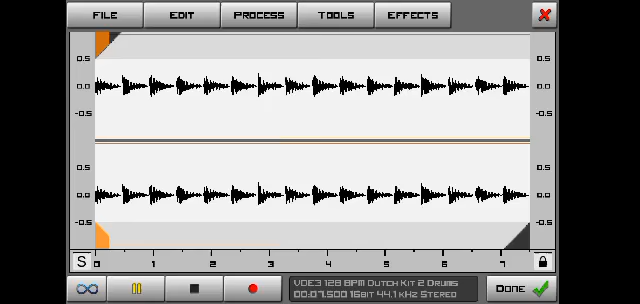 FILE EDIT PROCESS TOOLS EFFECTS
0.5 0.5
0.0 0.0
-0.5 -0.5
0.5 0.5
0.0 0.0
-0.5 -0.5
S 0 1 2 3 4 5 6 7
VDE3 128 BPM Dutch Kit 2 Drums
00:07.500 16bit 44.1 kHz Stereo
Done